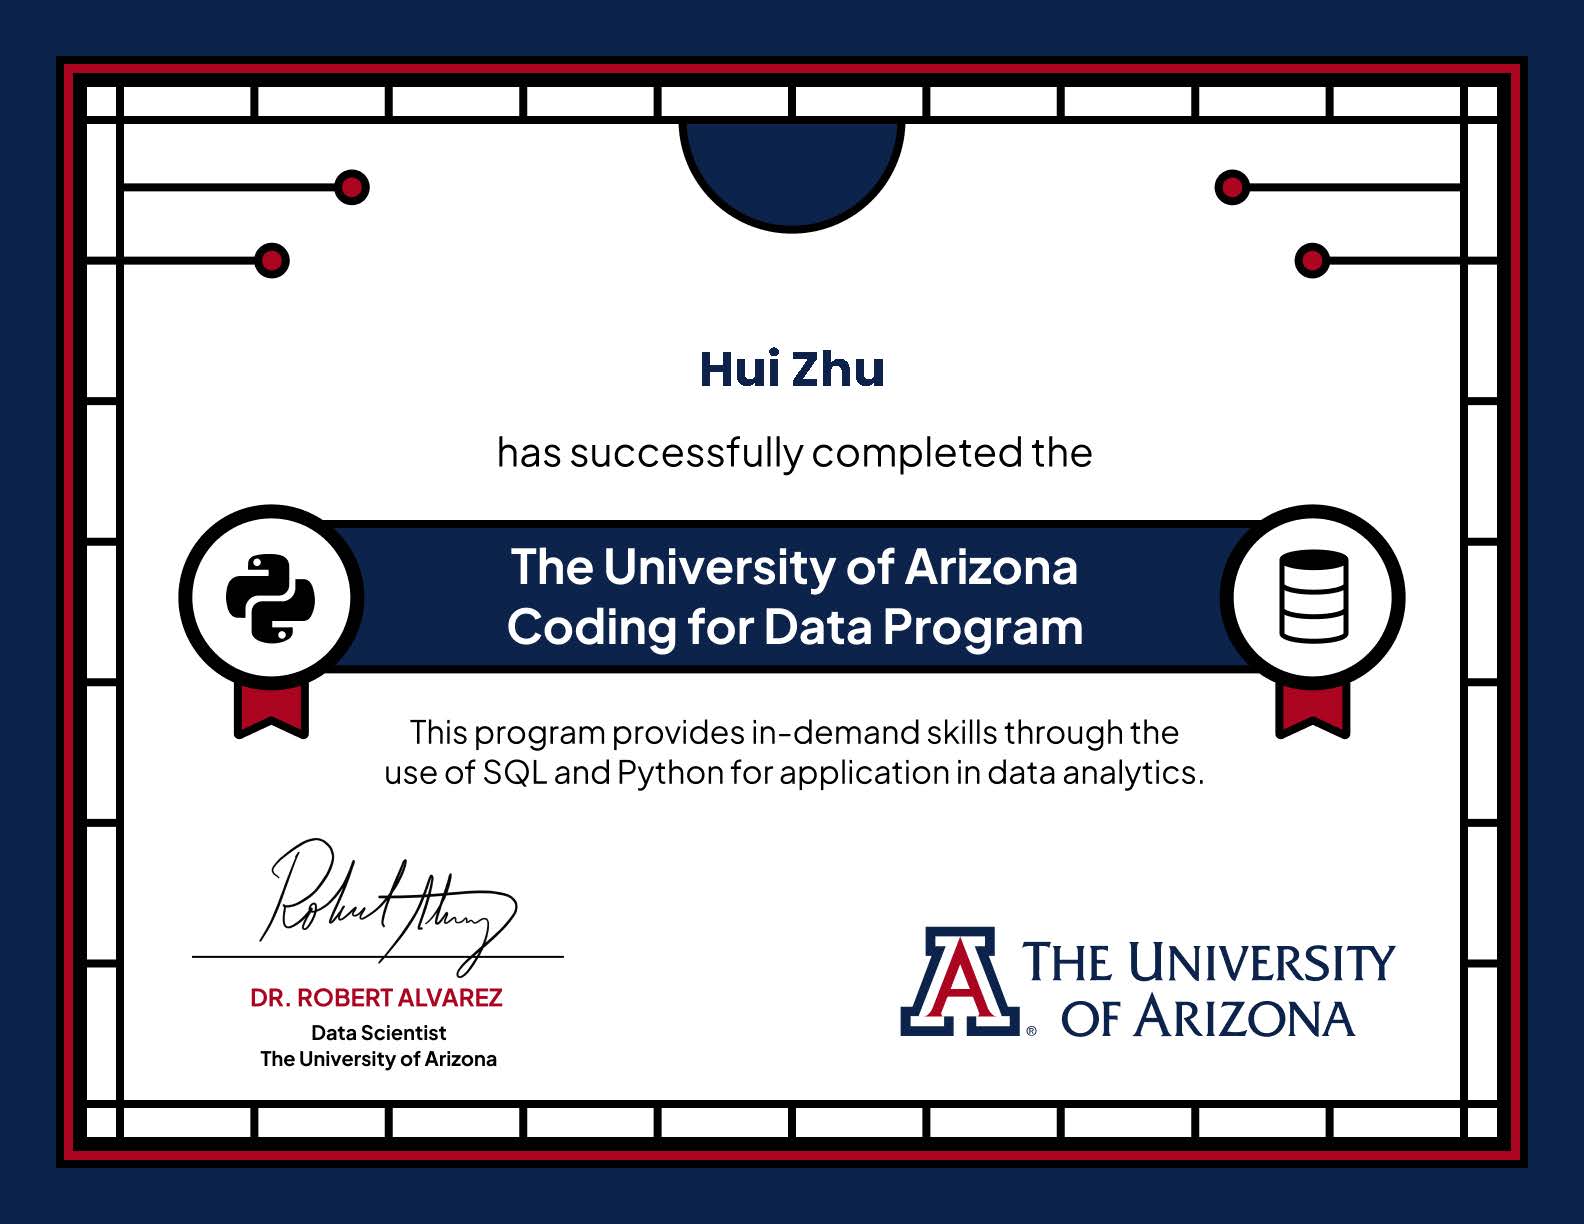 Hui Zhu
has successfully completed the
The University of Arizona
Coding for Data Program
This program provides in-demand skills through the
use of SQL and Python for application in data analytics.
Robert Alvarez
DR. ROBERT ALVAREZ
Data Scientist
The University of Arizona
A
® THE UNIVERSITY
OF ARIZONA